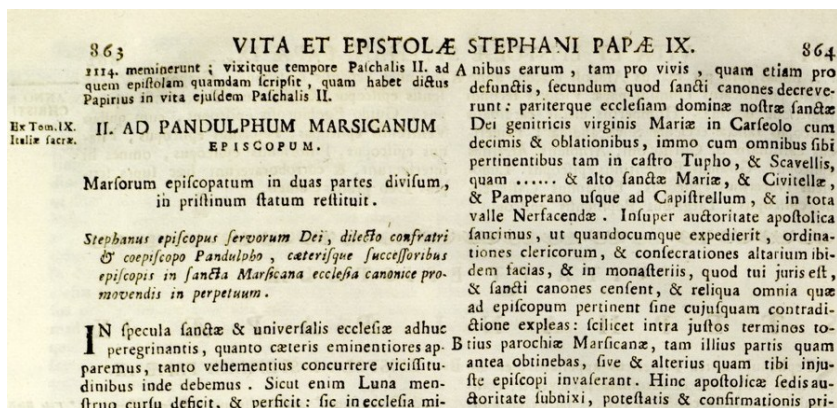 863
VITA ET EPISTOLÆ STEPHANI PAPÆ IX.
864
1114. meminerunt ; vixitque tempore Paſchalis II. ad
quem epiſtolam quamdam ſcripſit , quam habet dictus
Papirius in vita ejuſdem Paſchalis II.
Ex Tom. IX.
Italiæ ſacræ.
II. AD PANDULPHUM MARSICANUM
EPISCOPUM.
Marſorum epiſcopatum in duas partes diviſum,
in priſtinum ſtatum reſtituit .
Stephanus epiſcopus ſervorum Dei , dilecto confratri
& coepiſcopo Pandulpho , cæteriſque ſucceſſoribus
epiſcopis in ſancta Marſicana eccleſia canonice pro-
movendis in perpetuum .
IN ſpecula ſanctæ & univerſalis eccleſiæ adhuc
peregrinantis, quanto cæteris eminentiores ap-
paremus, tanto vehementius concurrere viciſſitu-
dinibus inde debemus . Sicut enim Luna men-
ſtruo curſu deficit, & perficit : ſic in eccleſia mi-
A nibus earum , tam pro vivis , quam etiam pro
defunctis, ſecundum quod ſancti canones decreve-
runt : pariterque eccleſiam dominæ noſtræ ſanctæ
Dei genitricis virginis Mariæ in Carſeolo cum
decimis & oblationibus, immo cum omnibus ſibi
pertinentibus tam in caſtro Tupho, & Scavellis,
quam ...... & alto ſanctæ Mariæ, & Civitellæ,
& Pamperano uſque ad Capiſtrellum, & in tota
valle Nerfacendæ . Inſuper auctoritate apoſtolica
ſancimus, ut quandocumque expedierit , ordina-
tiones clericorum, & conſecrationes altarium ibi-
dem facias, & in monaſteriis, quod tui juris eſt,
& ſancti canones cenſent, & reliqua omnia quæ
ad epiſcopum pertinent ſine cujuſquam contradi-
ctione expleas : ſcilicet intra juſtos terminos to-
B tius parochiæ Marſicanæ, tam illius partis quam
antea obtinebas, ſive & alterius quam tibi inju-
ſte epiſcopi invaſerant. Hinc apoſtolicæ ſedis au-
ctoritate ſubnixi, poteſtatis & confirmationis pri-